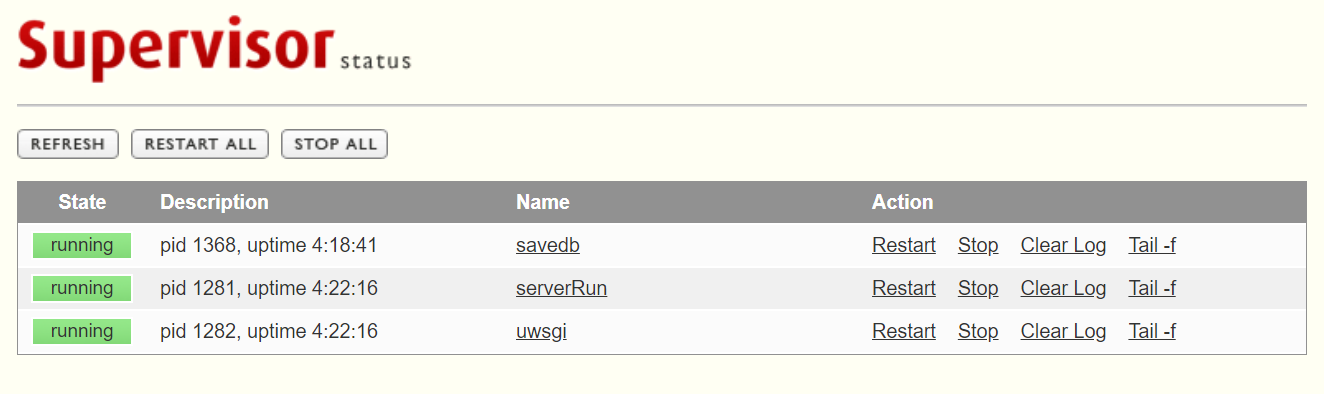 Supervisor status
REFRESH RESTART ALL STOP ALL
State Description Name Action
running pid 1368, uptime 4:18:41 savedb Restart Stop Clear Log Tail -f
running pid 1281, uptime 4:22:16 serverRun Restart Stop Clear Log Tail -f
running pid 1282, uptime 4:22:16 uwsgi Restart Stop Clear Log Tail -f